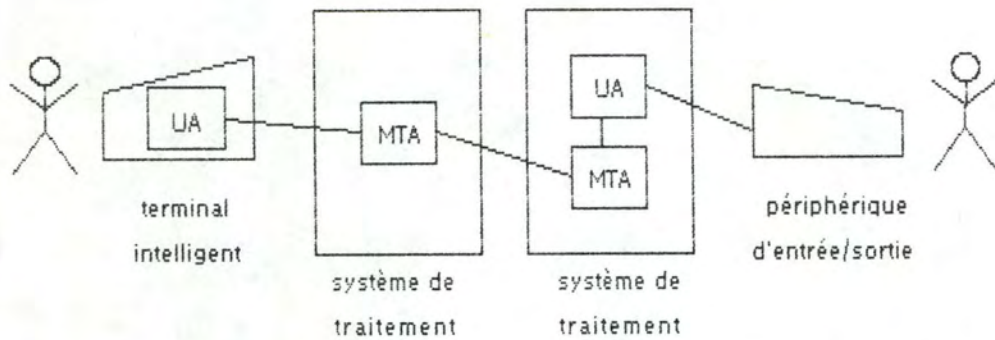 UA
MTA
UA
MTA
terminal
intelligent
système de
traitement
système de
traitement
périphérique
d'entrée/sortie